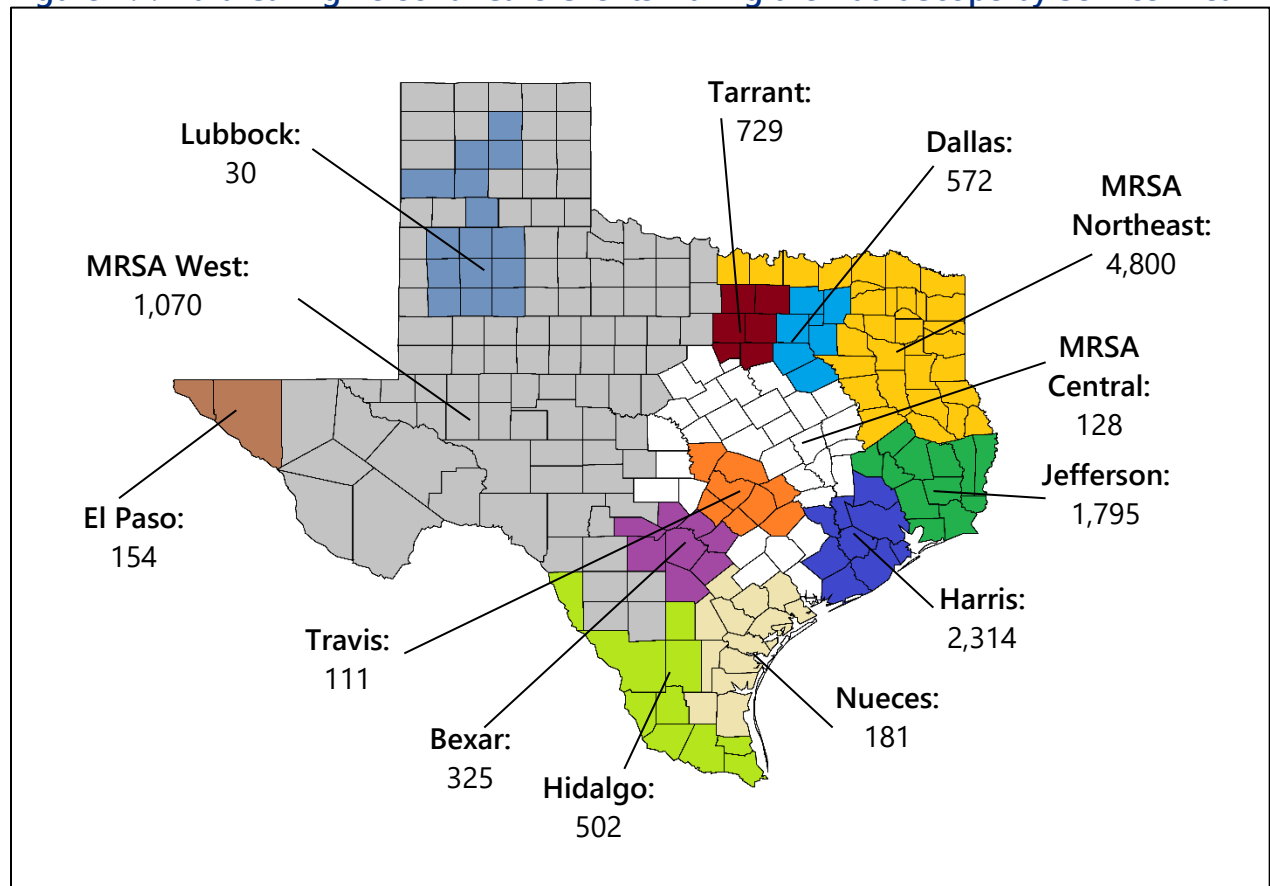 Tarrant:
729
Lubbock:
30
Dallas:
572
MRSA
Northeast:
4,800
MRSA West:
1,070
MRSA
Central:
128
Jefferson:
1,795
El Paso:
154
Harris:
2,314
Travis:
111
Nueces:
181
Bexar:
325
Hidalgo:
502